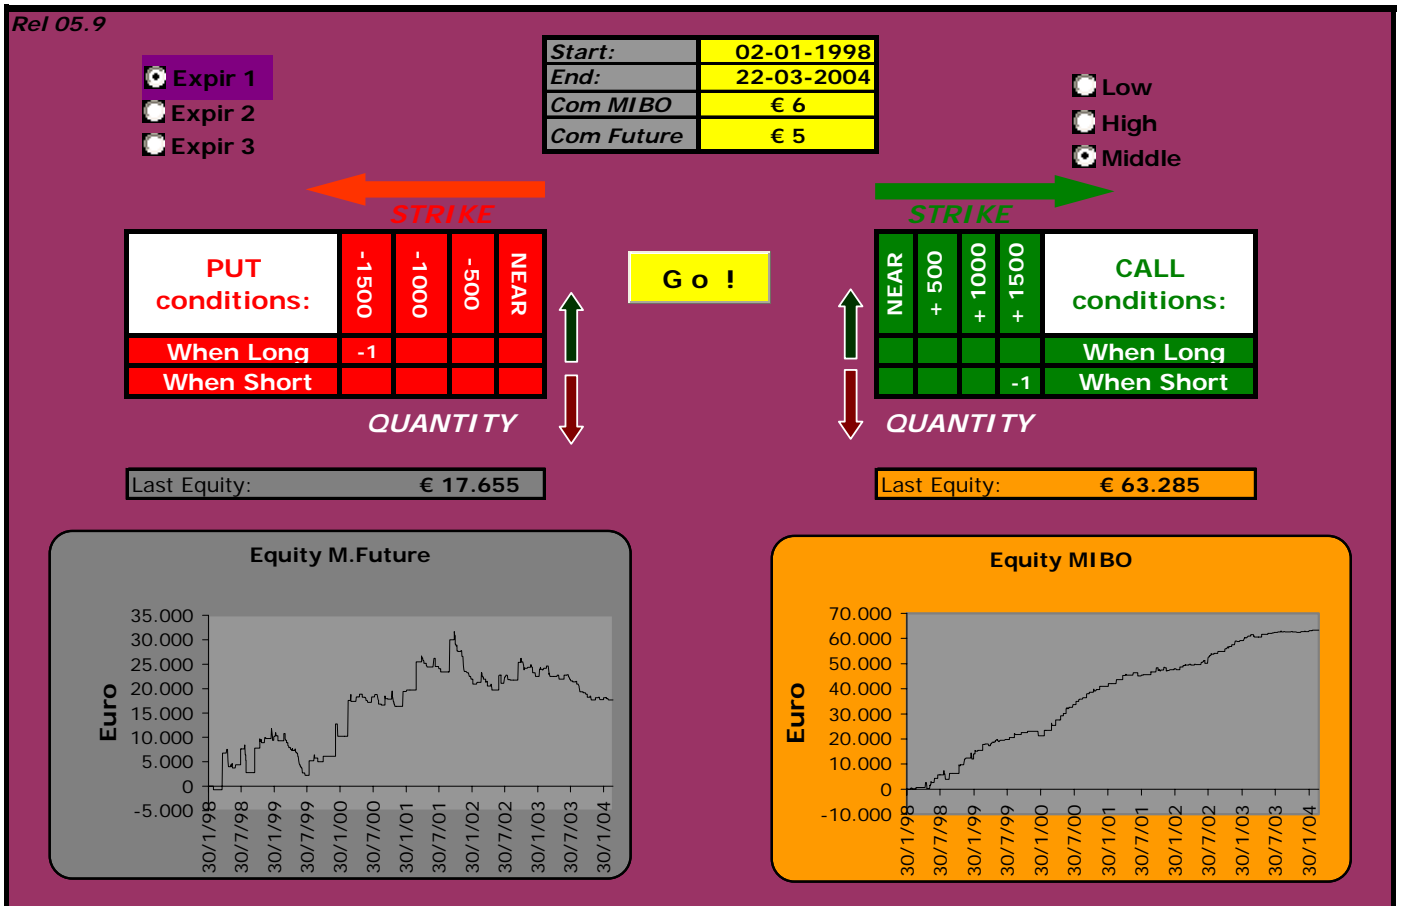 Rel 05.9
Expir 1
Expir 2
Expir 3
Start: 02-01-1998
End: 22-03-2004
Com MIBO € 6
Com Future € 5
Low
High
Middle
STRIKE
STRIKE
PUT conditions: -1500 -1000 -500 NEAR
When Long -1
When Short
QUANTITY
Go !
NEAR + 500 + 1000 + 1500 CALL conditions:
When Long
-1 When Short
QUANTITY
Last Equity: € 17.655
Last Equity: € 63.285
Equity M.Future
Euro
35.000
30.000
25.000
20.000
15.000
10.000
5.000
0
-5.000
30/1/98 30/7/98 30/1/99 30/7/99 30/1/00 30/7/00 30/1/01 30/7/01 30/1/02 30/7/02 30/1/03 30/7/03 30/1/04
Equity MIBO
Euro
70.000
60.000
50.000
40.000
30.000
20.000
10.000
0
-10.000
30/1/98 30/7/98 30/1/99 30/7/99 30/1/00 30/7/00 30/1/01 30/7/01 30/1/02 30/7/02 30/1/03 30/7/03 30/1/04